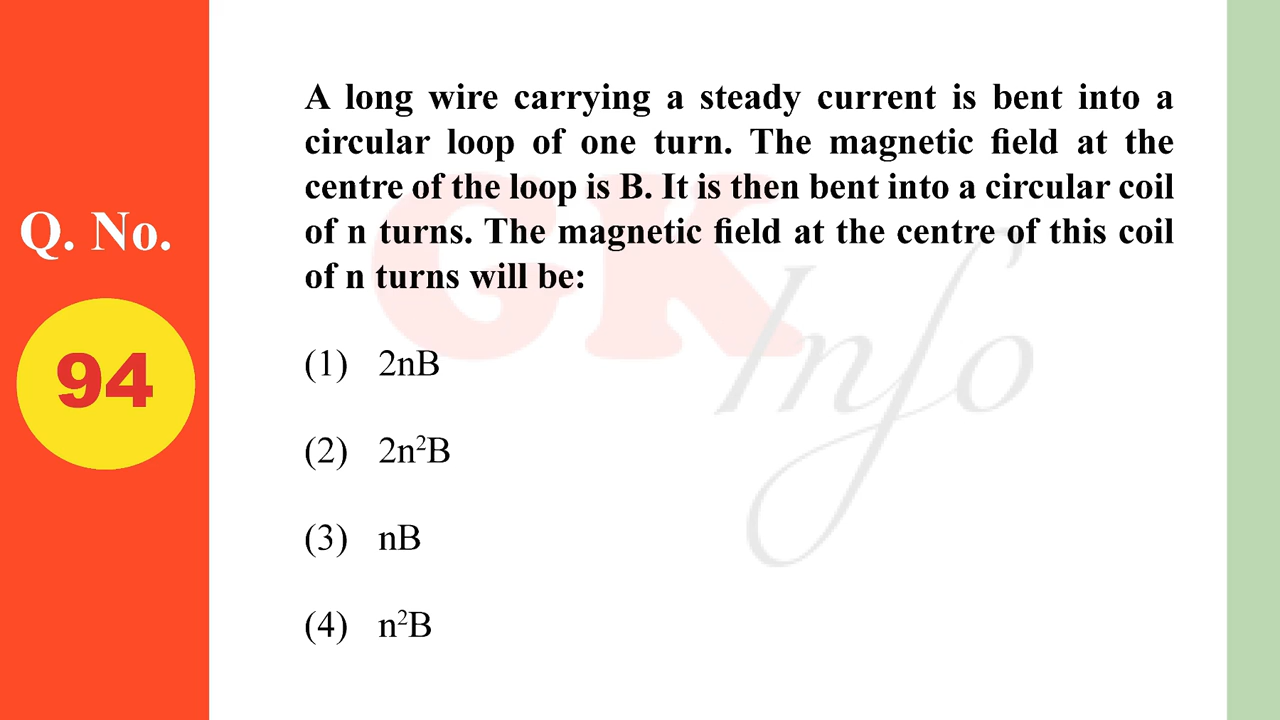 Q. No.
94
A long wire carrying a steady current is bent into a
circular loop of one turn. The magnetic field at the
centre of the loop is B. It is then bent into a circular coil
of n turns. The magnetic field at the centre of this coil
of n turns will be:
(1) 2nB
(2) 2n²B
(3) nB
(4) n²B
GK
Info